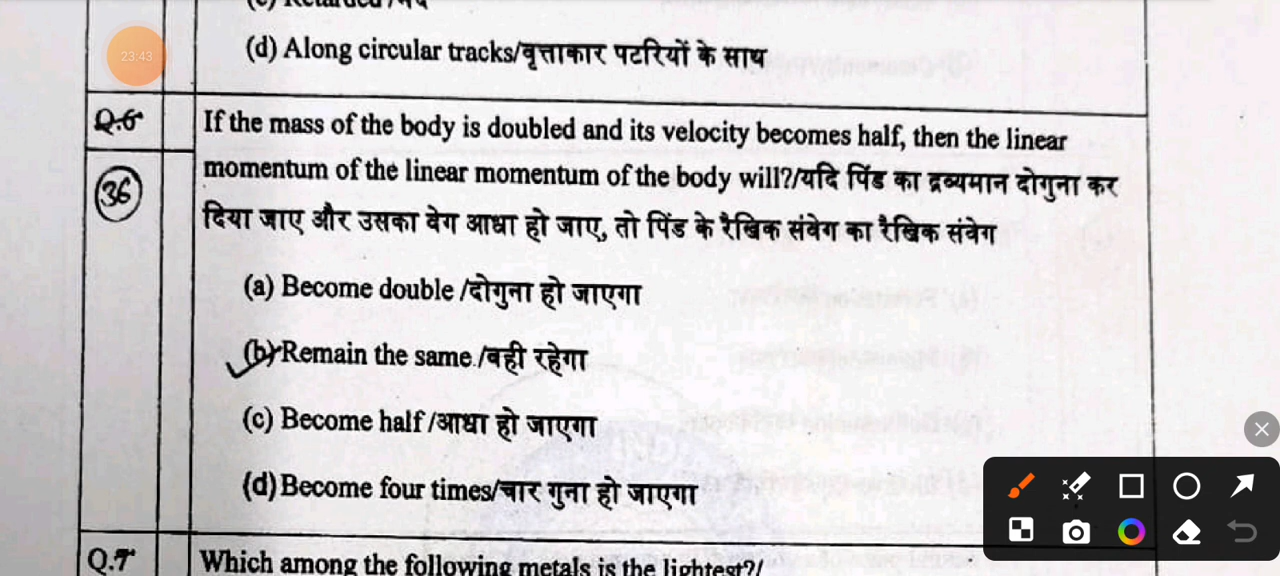 (c) Retarded /मंद
23:43
(d) Along circular tracks/वृत्ताकार पटरियों के साथ
Q.6
If the mass of the body is doubled and its velocity becomes half, then the linear
36
momentum of the linear momentum of the body will?/यदि पिंड का द्रव्यमान दोगुना कर
दिया जाए और उसका वेग आधा हो जाए, तो पिंड के रैखिक संवेग का रैखिक संवेग
(a) Become double /दोगुना हो जाएगा
(b) Remain the same /वही रहेगा
(c) Become half /आधा हो जाएगा
(d) Become four times/चार गुना हो जाएगा
Q.7
Which among the following metals is the lightest?/